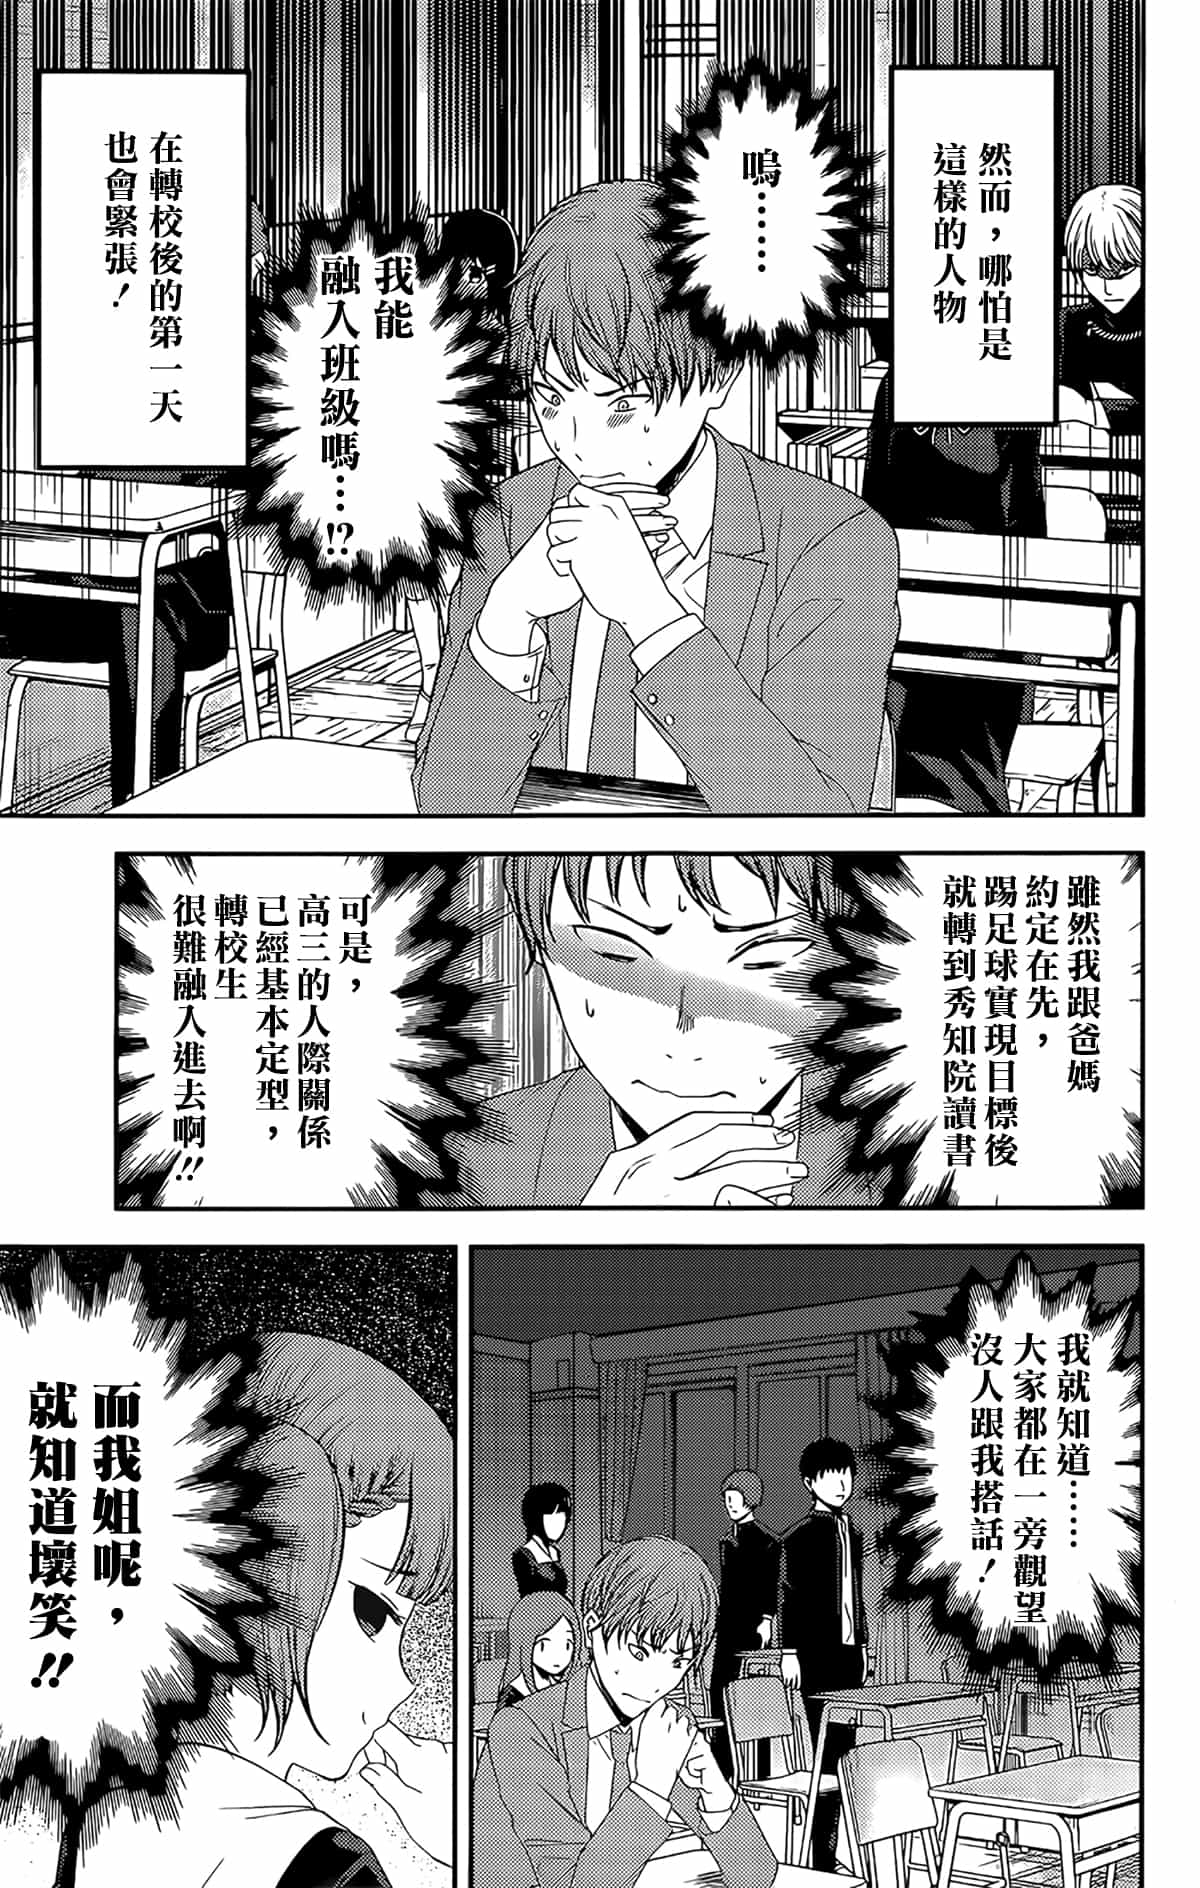 然而，哪怕是
這樣的人物
嗚……
我能
融入班級嗎…!?
在轉校後的第一天
也會緊張！
雖然我跟爸媽
約定在先，
踢足球實現目標後
就轉到秀知院讀書
可是，
高三的人際關係
已經基本定型，
轉校生
很難融入進去啊!!
我就知道……
大家都在一旁觀望
沒人跟我搭話！
而我姐呢，
就知道壞笑!!